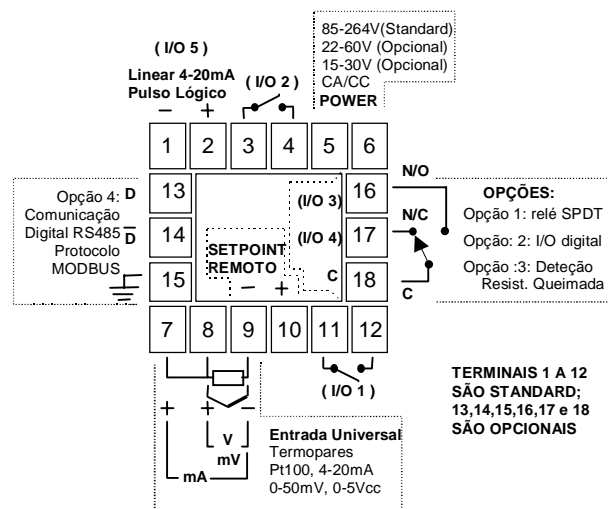 85-264V(Standard)
22-60V (Opcional)
15-30V (Opcional)
CA/CC
POWER
( I/O 5 )
Linear 4-20mA
Pulso Lógico
( I/O 2 )
− + 
1 2 3 4 5 6
Opção 4:
Comunicação
Digital RS485
Protocolo
MODBUS
D
D̅
13
14
15
(I/O 3)
(I/O 4)
C
SETPOINT
REMOTO
− +
16
17
18
N/O
N/C
C
OPÇÕES:
Opção 1: relé SPDT
Opção: 2: I/O digital
Opção :3: Deteção
Resist. Queimada
7 8 9 10 11 12
( I/O 1 )
+ + −
V
mV
mA
Entrada Universal
Termopares
Pt100, 4-20mA
0-50mV, 0-5Vcc
TERMINAIS 1 A 12
SÃO STANDARD;
13,14,15,16,17 e 18
SÃO OPCIONAIS